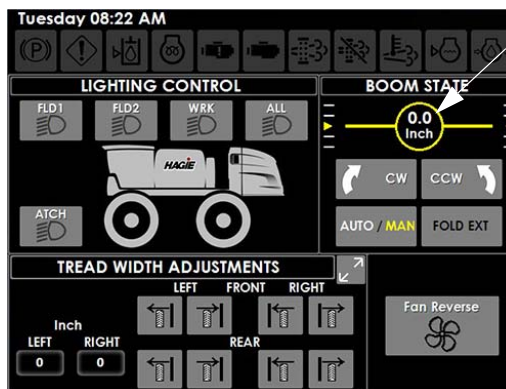 Tuesday 08:22 AM
(P)
LIGHTING CONTROL
FLD1 FLD2 WRK ALL
HAGIE
ATCH
BOOM STATE
0.0
Inch
CW CCW
AUTO / MAN FOLD EXT
TREAD WIDTH ADJUSTMENTS
LEFT FRONT RIGHT
Inch
LEFT RIGHT REAR
0 0
Fan Reverse